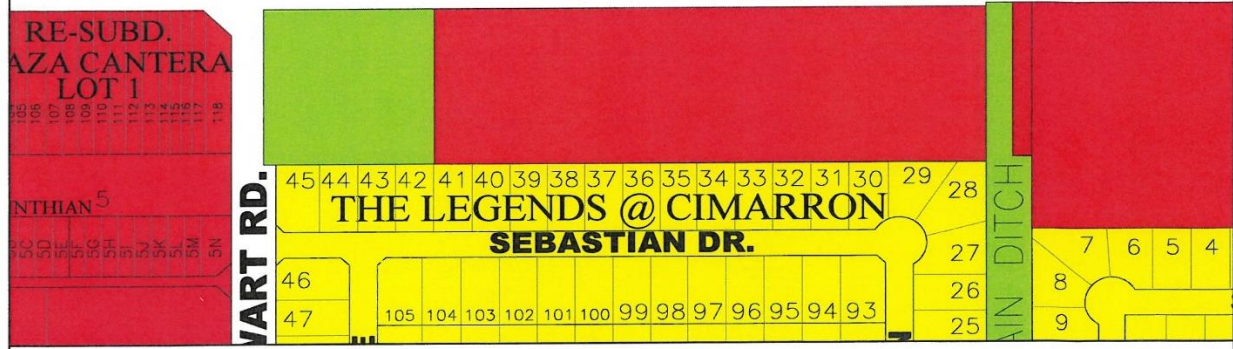 RE-SUBD.
AZA CANTERA
LOT 1
105 106 107 108 109 110 111 112 113 114 115 116 117 118
NTHIAN 5
5C 5D 5E 5F 5G 5H 5I 5J 5K 5L 5M 5N
VART RD.
45 44 43 42 41 40 39 38 37 36 35 34 33 32 31 30 29 28
THE LEGENDS @ CIMARRON
SEBASTIAN DR.
27
26
25
46
47
105 104 103 102 101 100 99 98 97 96 95 94 93
AIN DITCH
7 6 5 4
8
9